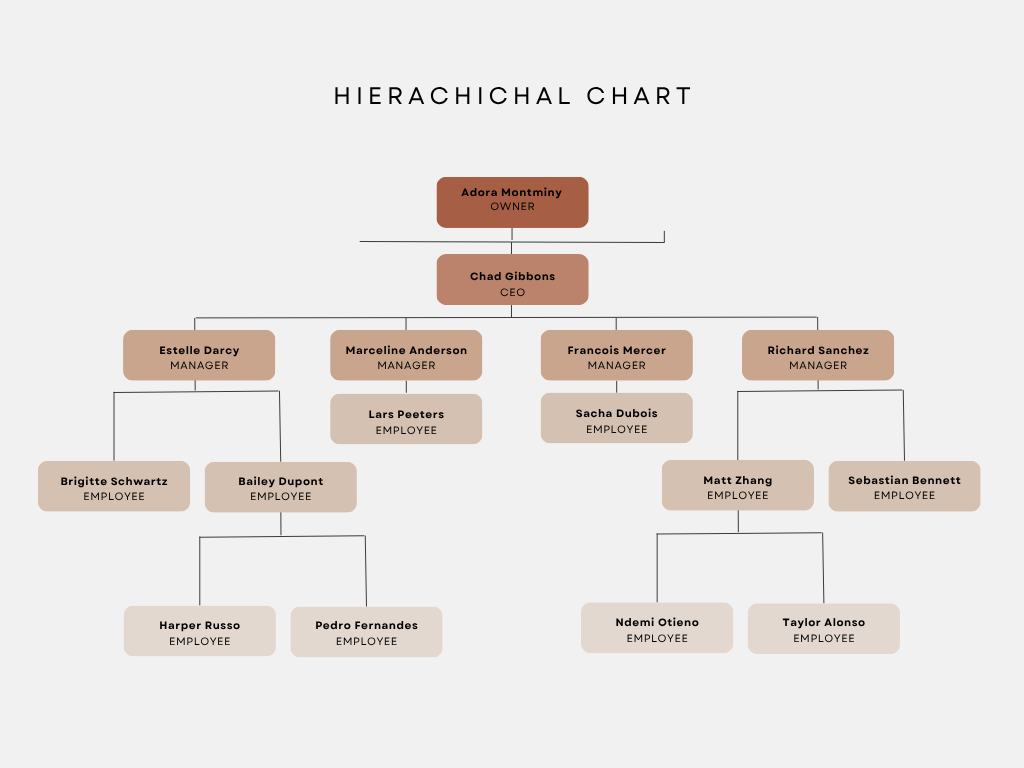 HIERACHICHAL CHART
Adora Montminy
OWNER
Chad Gibbons
CEO
Estelle Darcy
MANAGER
Marceline Anderson
MANAGER
Francois Mercer
MANAGER
Richard Sanchez
MANAGER
Lars Peeters
EMPLOYEE
Sacha Dubois
EMPLOYEE
Brigitte Schwartz
EMPLOYEE
Bailey Dupont
EMPLOYEE
Matt Zhang
EMPLOYEE
Sebastian Bennett
EMPLOYEE
Harper Russo
EMPLOYEE
Pedro Fernandes
EMPLOYEE
Ndemi Otieno
EMPLOYEE
Taylor Alonso
EMPLOYEE